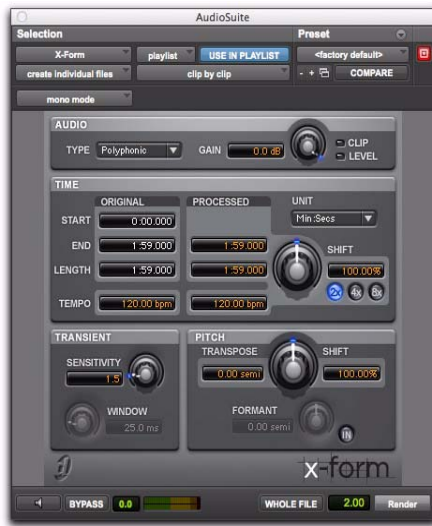 AudioSuite
Selection
Preset
X-Form playlist USE IN PLAYLIST <factory default>
create individual files clip by clip - + COMPARE
mono mode
AUDIO
TYPE Polyphonic GAIN 0.0 dB CLIP
LEVEL
TIME
ORIGINAL PROCESSED UNIT
START 0:00.000 Min:Secs
END 1:59.000 1:59.000 SHIFT
LENGTH 1:59.000 1:59.000 100.00%
2x 4x 8x
TEMPO 120.00 bpm 120.00 bpm
TRANSIENT PITCH
SENSITIVITY TRANSPOSE SHIFT
1.5 0.00 semi 100.00%
WINDOW FORMANT
25.0 ms 0.00 semi IN
x-form
BYPASS 0.0 WHOLE FILE 2.00 Render